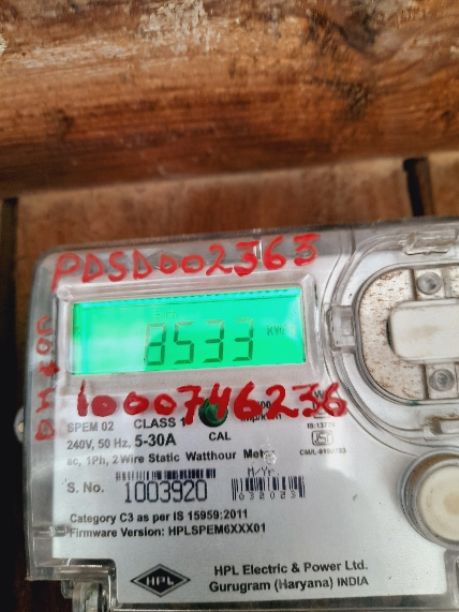 PDSD002363
8533 KWh
1000746236
SPEM 02 CLASS 1
240V, 50 Hz, 5-30A
CAL
ac, 1Ph, 2 Wire Static Watthour Meter
M/Yr.
S. No. 1003920
Category C3 as per IS 15959:2011
Firmware Version: HPLSPEM6XXX01
HPL
HPL Electric & Power Ltd.
Gurugram (Haryana) INDIA